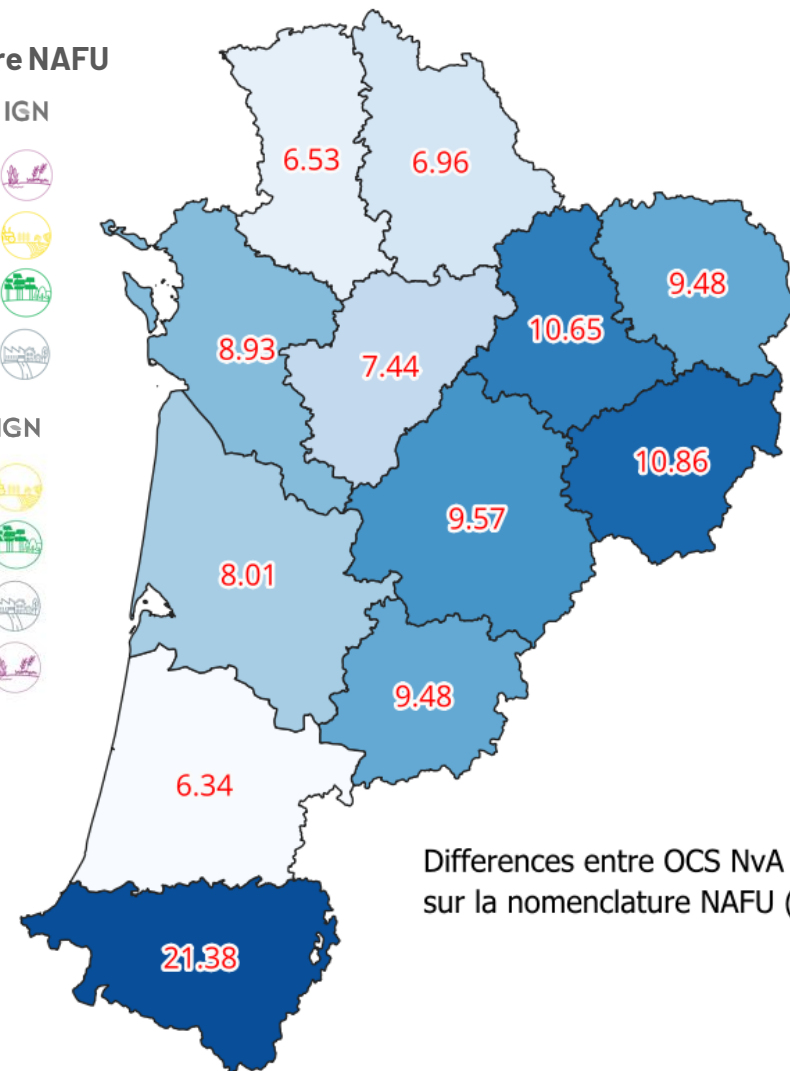 re NAFU
IGN
IGN
6.53
6.96
9.48
10.65
8.93
7.44
10.86
9.57
8.01
9.48
6.34
21.38
Differences entre OCS NvA
sur la nomenclature NAFU (